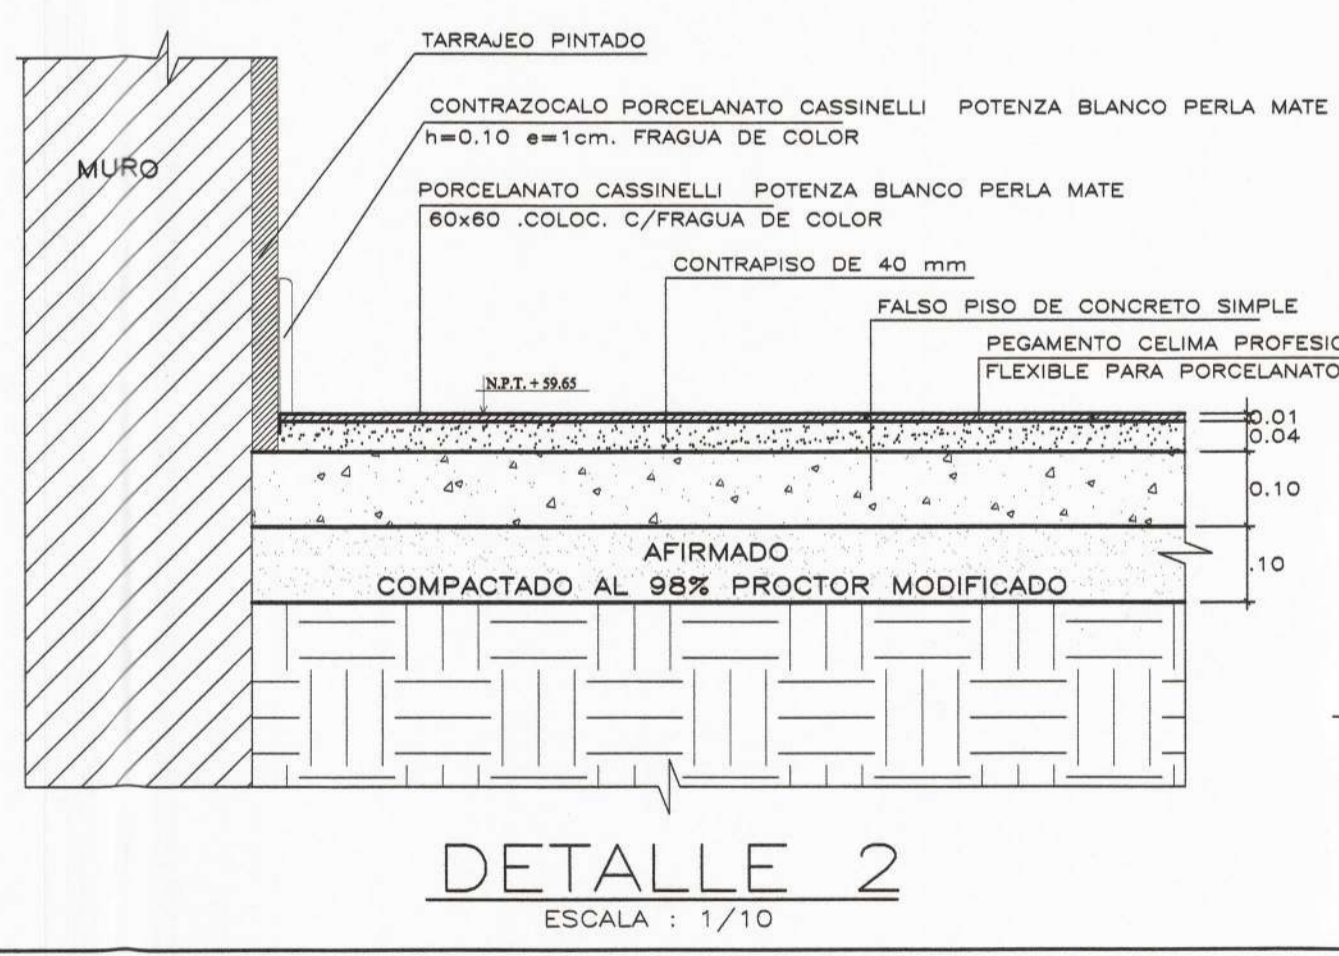 TARRAJEO PINTADO
CONTRAZOCALO PORCELANATO CASSINELLI POTENZA BLANCO PERLA MATE
h=0.10 e=1cm. FRAGUA DE COLOR
MURO
PORCELANATO CASSINELLI POTENZA BLANCO PERLA MATE
60x60 .COLOC. C/FRAGUA DE COLOR
CONTRAPISO DE 40 mm
FALSO PISO DE CONCRETO SIMPLE
PEGAMENTO CELIMA PROFESIO
FLEXIBLE PARA PORCELANATO
N.P.T. + 59.65
0.01
0.04
0.10
AFIRMADO
.10
COMPACTADO AL 98% PROCTOR MODIFICADO
DETALLE 2
ESCALA : 1/10